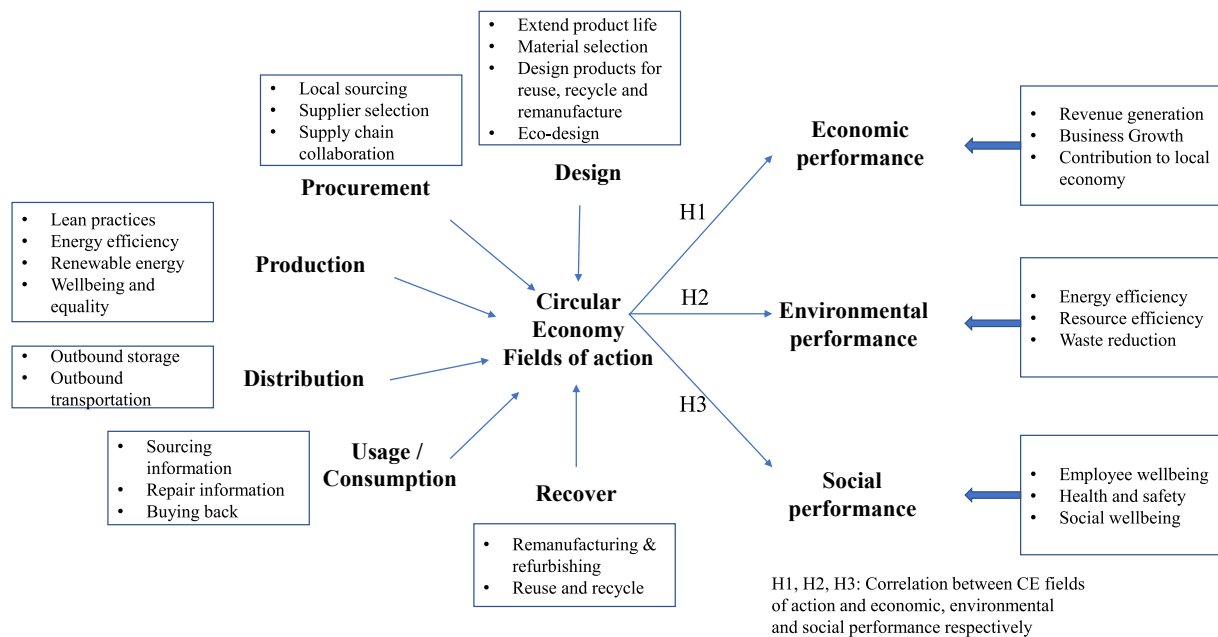 • Extend product life
• Material selection
• Design products for
reuse, recycle and
remanufacture
• Eco-design
Design
• Local sourcing
• Supplier selection
• Supply chain
collaboration
Procurement
• Lean practices
• Energy efficiency
• Renewable energy
• Wellbeing and
equality
Production
• Outbound storage
• Outbound
transportation
Distribution
• Sourcing
information
• Repair information
• Buying back
Usage /
Consumption
Recover
• Remanufacturing &
refurbishing
• Reuse and recycle
Circular
Economy
Fields of action
H1
H2
H3
Economic
performance
• Revenue generation
• Business Growth
• Contribution to local
economy
Environmental
performance
• Energy efficiency
• Resource efficiency
• Waste reduction
Social
performance
• Employee wellbeing
• Health and safety
• Social wellbeing
H1, H2, H3: Correlation between CE fields
of action and economic, environmental
and social performance respectively